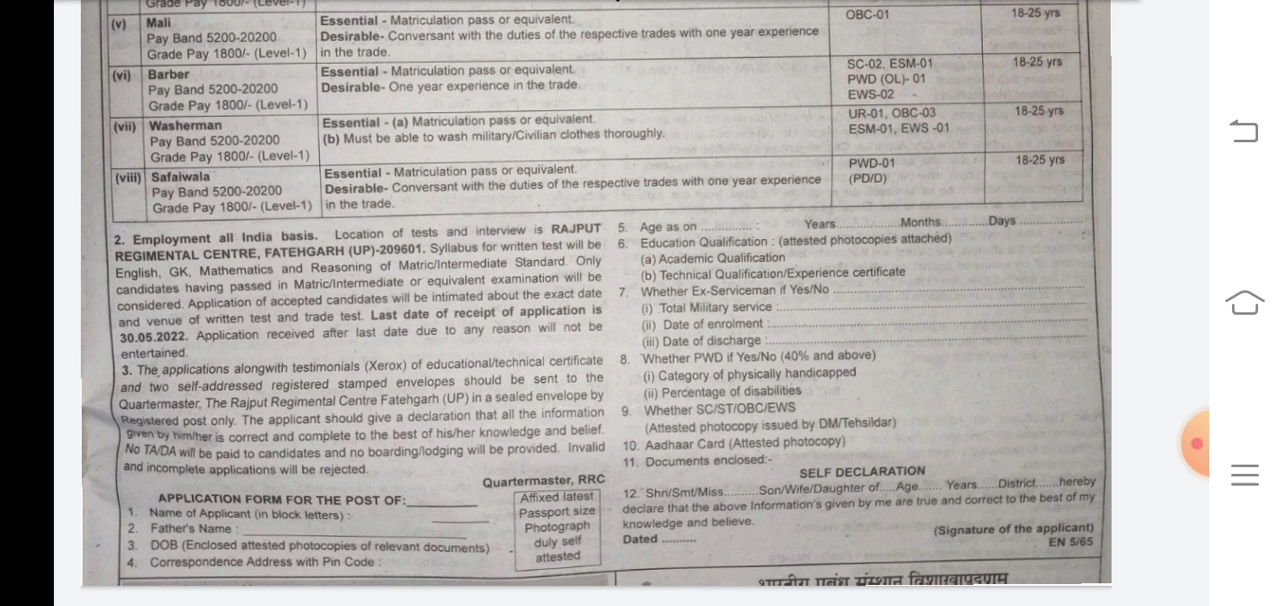 Grade Pay 1800/- (Level-1)
(v) Mali Essential - Matriculation pass or equivalent. OBC-01 18-25 yrs
Pay Band 5200-20200 Desirable- Conversant with the duties of the respective trades with one year experience
Grade Pay 1800/- (Level-1) in the trade.
(vi) Barber Essential - Matriculation pass or equivalent. SC-02, ESM-01 18-25 yrs
Pay Band 5200-20200 Desirable- One year experience in the trade. PWD (OL)- 01
Grade Pay 1800/- (Level-1) EWS-02
(vii) Washerman Essential - (a) Matriculation pass or equivalent. UR-01, OBC-03 18-25 yrs
Pay Band 5200-20200 (b) Must be able to wash military/Civilian clothes thoroughly. ESM-01, EWS -01
Grade Pay 1800/- (Level-1)
(viii) Safaiwala Essential - Matriculation pass or equivalent. PWD-01 18-25 yrs
Pay Band 5200-20200 Desirable- Conversant with the duties of the respective trades with one year experience (PD/D)
Grade Pay 1800/- (Level-1) in the trade.
2. Employment all India basis. Location of tests and interview is RAJPUT
REGIMENTAL CENTRE, FATEHGARH (UP)-209601. Syllabus for written test will be
English, GK, Mathematics and Reasoning of Matric/Intermediate Standard. Only
candidates having passed in Matric/Intermediate or equivalent examination will be
considered. Application of accepted candidates will be intimated about the exact date
and venue of written test and trade test. Last date of receipt of application is
30.05.2022. Application received after last date due to any reason will not be
entertained.
3. The applications alongwith testimonials (Xerox) of educational/technical certificate
and two self-addressed registered stamped envelopes should be sent to the
Quartermaster, The Rajput Regimental Centre Fatehgarh (UP) in a sealed envelope by
Registered post only. The applicant should give a declaration that all the information
given by him/her is correct and complete to the best of his/her knowledge and belief.
No TA/DA will be paid to candidates and no boarding/lodging will be provided. Invalid
and incomplete applications will be rejected.
Quartermaster, RRC
APPLICATION FORM FOR THE POST OF:
1. Name of Applicant (in block letters) :
2. Father's Name :
3. DOB (Enclosed attested photocopies of relevant documents)
4. Correspondence Address with Pin Code :
Affixed latest
Passport size
Photograph
duly self
attested
5. Age as on .............. : Years..............Months............Days ................
6. Education Qualification : (attested photocopies attached)
(a) Academic Qualification
(b) Technical Qualification/Experience certificate
7. Whether Ex-Serviceman if Yes/No ................
(i) Total Military service :................
(ii) Date of enrolment :................
(iii) Date of discharge :................
8. Whether PWD if Yes/No (40% and above)
(i) Category of physically handicapped
(ii) Percentage of disabilities
9. Whether SC/ST/OBC/EWS
(Attested photocopy issued by DM/Tehsildar)
10. Aadhaar Card (Attested photocopy)
11. Documents enclosed:-
SELF DECLARATION
12. Shri/Smt/Miss..........Son/Wife/Daughter of.....Age....... Years......District.......hereby
declare that the above Information's given by me are true and correct to the best of my
knowledge and believe.
(Signature of the applicant)
Dated ..........
EN 5/65
भारतीय प्रबंध संस्थान विशाखापट्टणम